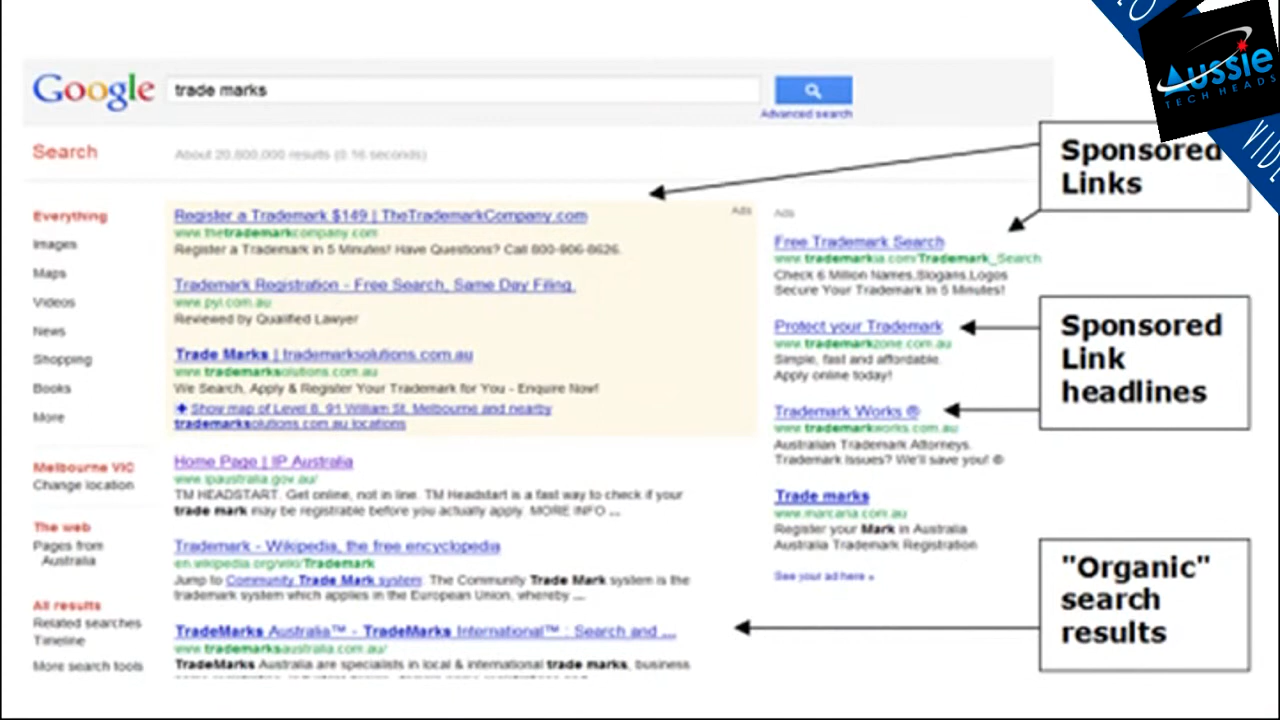 Google
trade marks
Advanced search
Search
About 20,800,000 results (0.16 seconds)
Everything
Images
Maps
Videos
News
Shopping
Books
More
Melbourne VIC
Change location
The web
Pages from
Australia
All results
Related searches
Timeline
More search tools
Ads
Register a Trademark $149 | TheTrademarkCompany.com
www.thetrademarkcompany.com
Register a Trademark in 5 Minutes! Have Questions? Call 800-906-8626.
Trademark Registration - Free Search, Same Day Filing.
www.pyl.com.au
Reviewed by Qualified Lawyer
Trade Marks | trademarksolutions.com.au
www.trademarksolutions.com.au
We Search, Apply & Register Your Trademark for You - Enquire Now!
Show map of Level 8, 91 William St, Melbourne and nearby
trademarksolutions.com.au locations
Home Page | IP Australia
www.ipaustralia.gov.au/
TM HEADSTART. Get online, not in line. TM Headstart is a fast way to check if your
trade mark may be registrable before you actually apply. MORE INFO ...
Trademark - Wikipedia, the free encyclopedia
en.wikipedia.org/wiki/Trademark
Jump to Community Trade Mark system: The Community Trade Mark system is the
trademark system which applies in the European Union, whereby ...
TradeMarks Australia™ - TradeMarks International™ : Search and ...
www.trademarksaustralia.com.au/
TradeMarks Australia are specialists in local & international trade marks, business
Ads
Free Trademark Search
www.trademarkia.com/Trademark_Search
Check 6 Million Names,Slogans,Logos
Secure Your Trademark In 5 Minutes!
Protect your Trademark
www.trademarkzone.com.au
Simple, fast and affordable.
Apply online today!
Trademark Works ®
www.trademarkworks.com.au
Australian Trademark Attorneys.
Trademark Issues? We'll save you! ®
Trade marks
www.marcaria.com.au
Register your Mark in Australia
Australia Trademark Registration
See your ad here »
Sponsored
Links
Sponsored
Link
headlines
"Organic"
search
results
Aussie
TECH HEADS